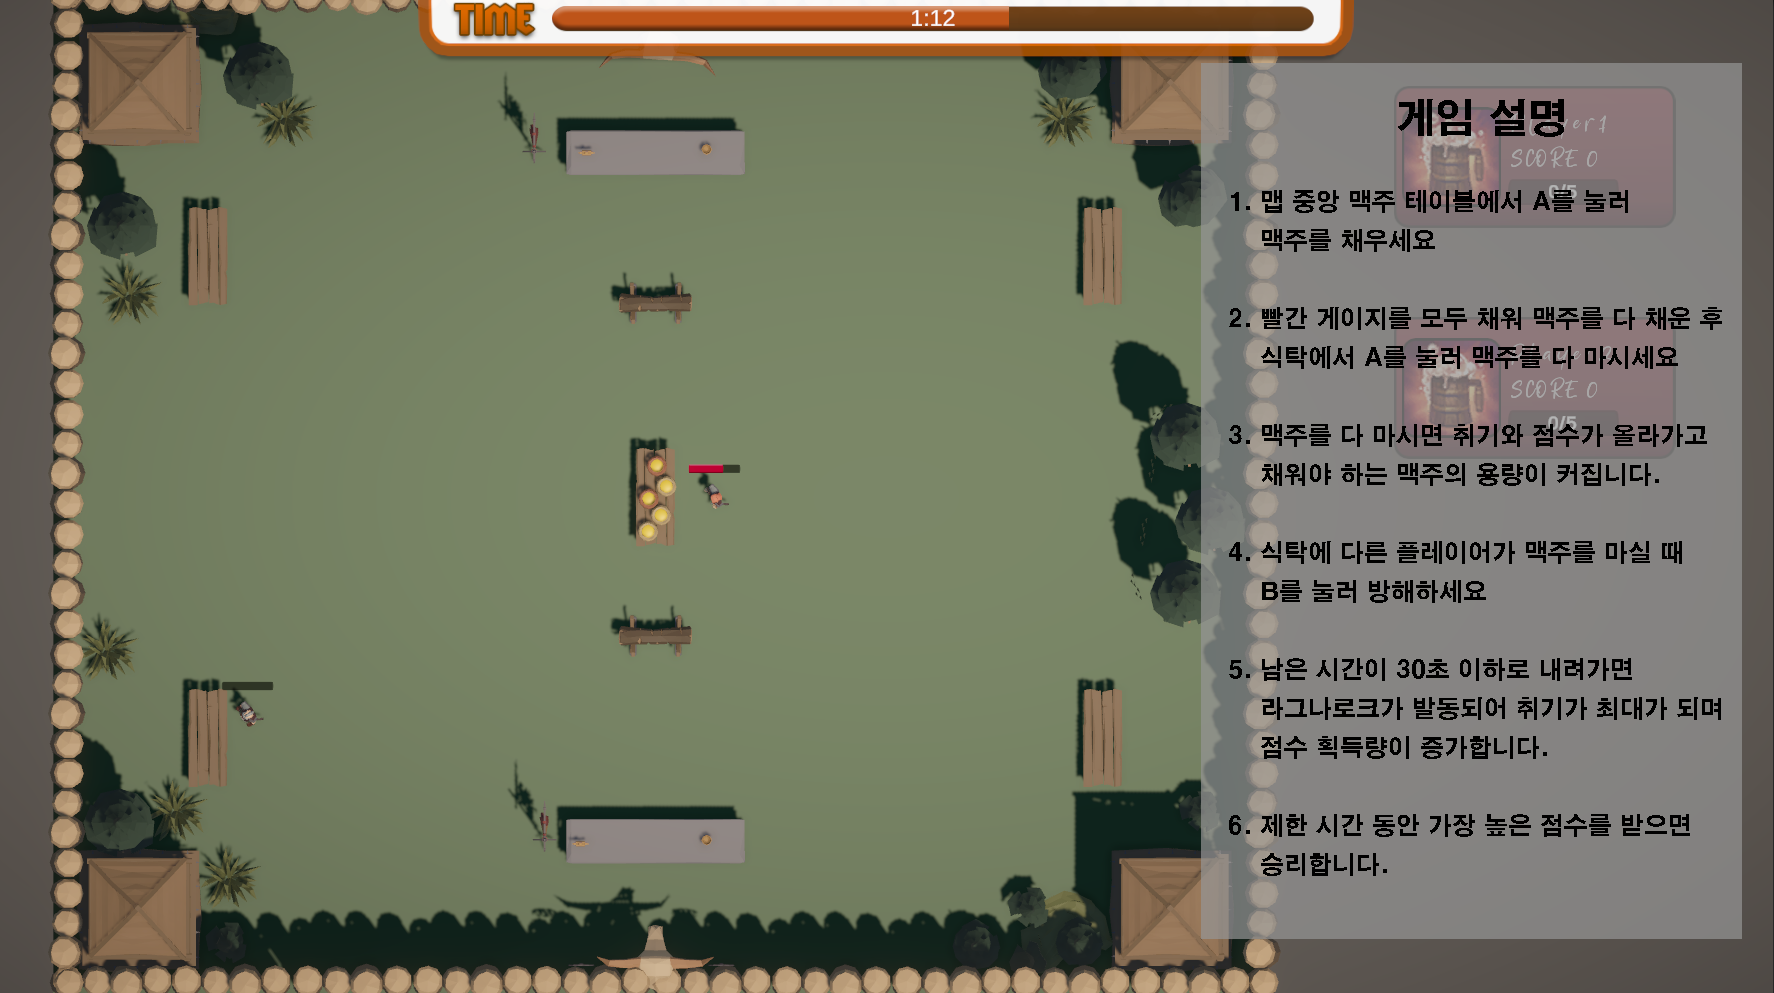 TIME
1:12
게임 설명
SCORE 0
0/5
1. 맵 중앙 맥주 테이블에서 A를 눌러
맥주를 채우세요
2. 빨간 게이지를 모두 채워 맥주를 다 채운 후
식탁에서 A를 눌러 맥주를 다 마시세요
SCORE 0
0/5
3. 맥주를 다 마시면 취기와 점수가 올라가고
채워야 하는 맥주의 용량이 커집니다.
4. 식탁에 다른 플레이어가 맥주를 마실 때
B를 눌러 방해하세요
5. 남은 시간이 30초 이하로 내려가면
라그나로크가 발동되어 취기가 최대가 되며
점수 획득량이 증가합니다.
6. 제한 시간 동안 가장 높은 점수를 받으면
승리합니다.